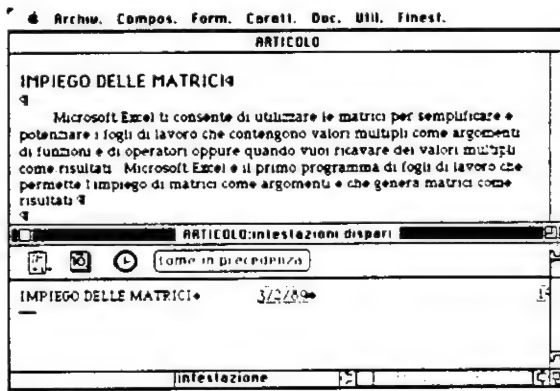 Archiv. Compos. Form. Caratt. Doc. Util. Finest.
ARTICOLO
IMPIEGO DELLE MATRICI¶
¶
Microsoft Excel ti consente di utilizzare le matrici per semplificare e
potenziare i fogli di lavoro che contengono valori multipli come argomenti
di funzioni e di operatori oppure quando vuoi ricavare dei valori multipli
come risultati. Microsoft Excel è il primo programma di fogli di lavoro che
permette l'impiego di matrici come argomenti e che genera matrici come
risultati ¶
¶
ARTICOLO:intestazioni dispari
Come in precedenza
IMPIEGO DELLE MATRICI 3/2/89 1
intestazione